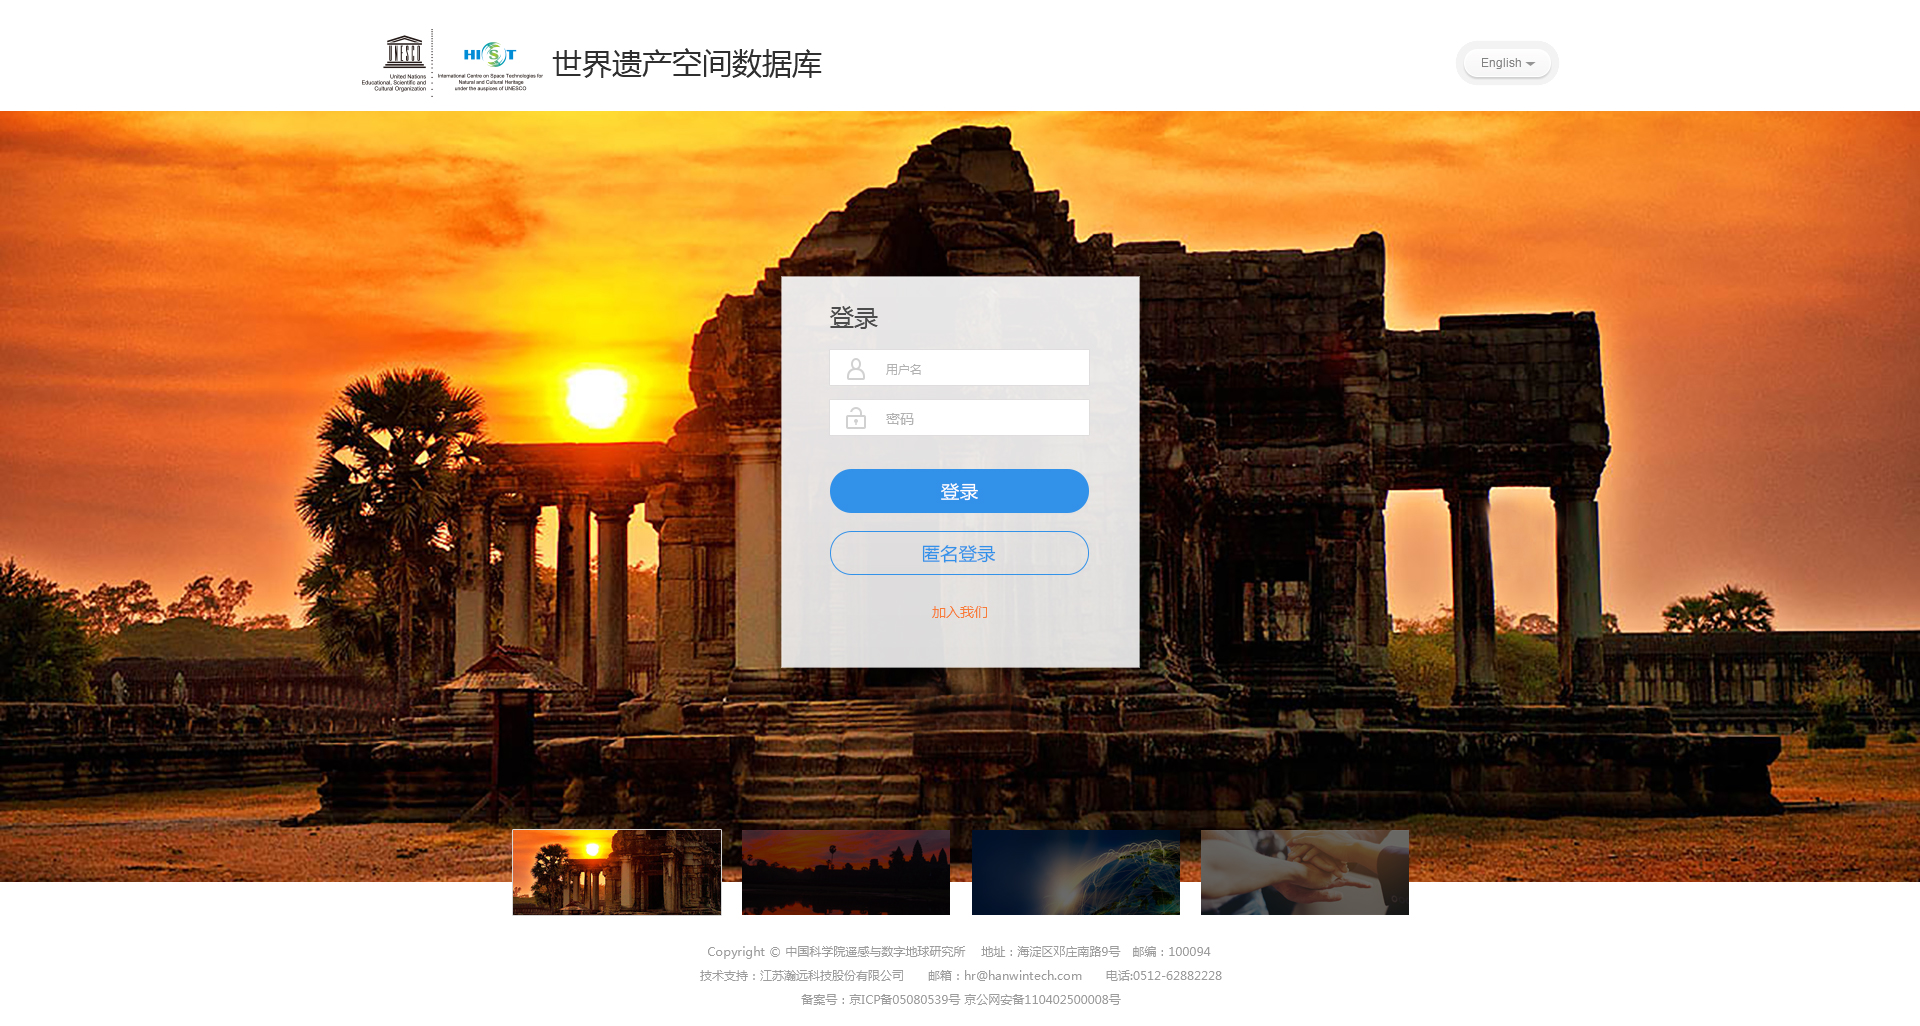 UNESCO
United Nations
Educational, Scientific and
Cultural Organization
HIST
International Centre on Space Technologies for
Natural and Cultural Heritage
under the auspices of UNESCO
世界遗产空间数据库
English
登录
用户名
密码
登录
匿名登录
加入我们
Copyright © 中国科学院遥感与数字地球研究所 地址：海淀区邓庄南路9号 邮编：100094
技术支持：江苏瀚远科技股份有限公司 邮箱：hr@hanwintech.com 电话:0512-62882228
备案号：京ICP备05080539号 京公网安备110402500008号